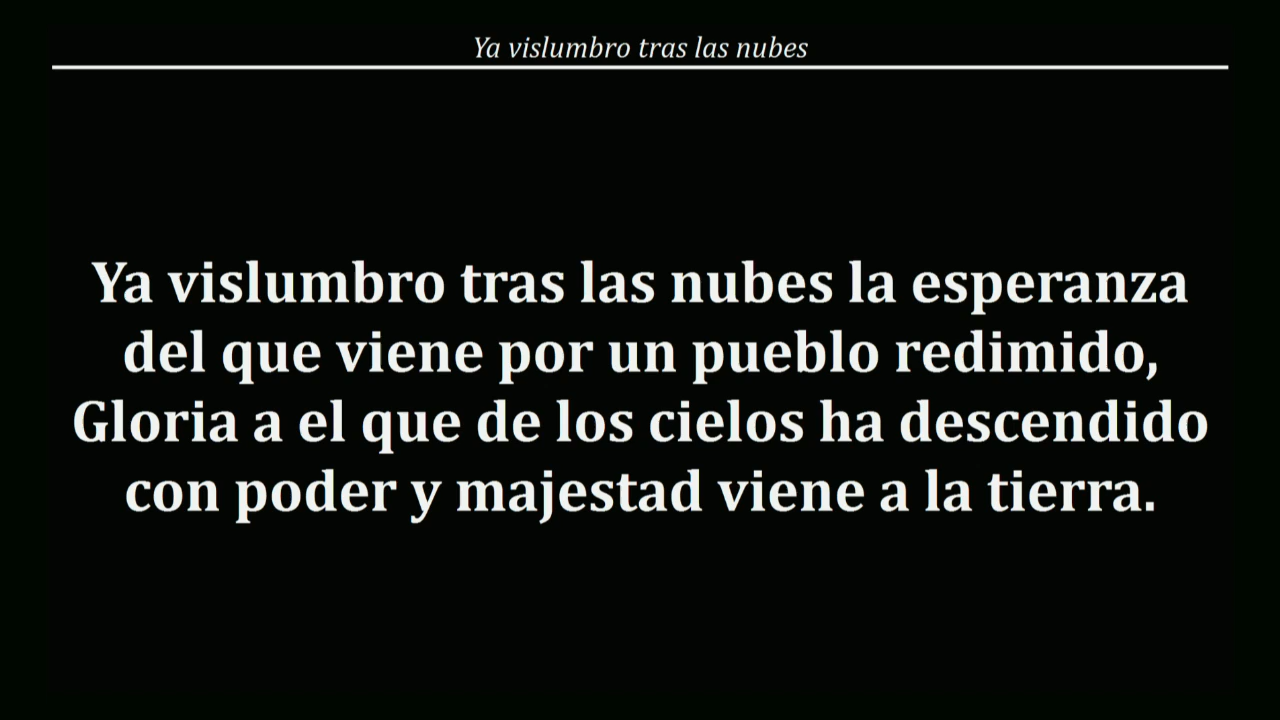 Ya vislumbro tras las nubes
Ya vislumbro tras las nubes la esperanza
del que viene por un pueblo redimido,
Gloria a el que de los cielos ha descendido
con poder y majestad viene a la tierra.